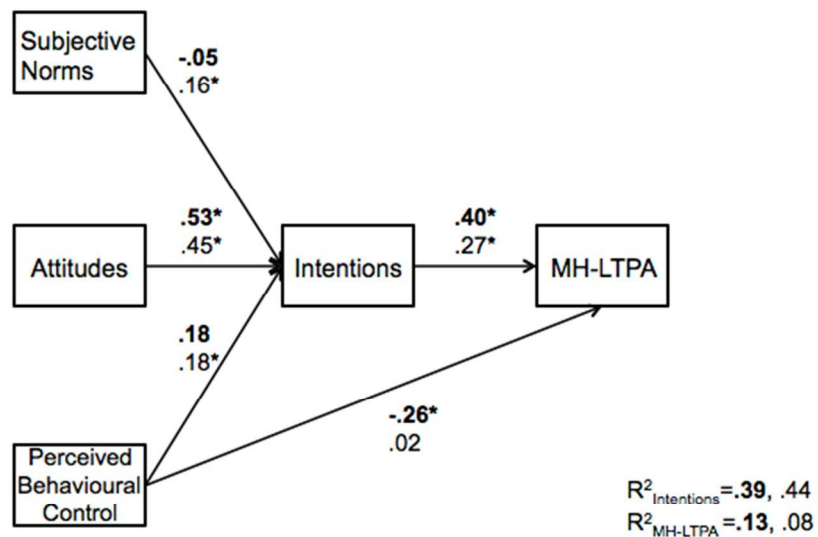 Subjective
Norms
-.05
.16*
Attitudes
.53*
.45*
Intentions
.40*
.27*
MH-LTPA
.18
.18*
-.26*
.02
Perceived
Behavioural
Control
R²Intentions=.39, .44
R²MH-LTPA=.13, .08